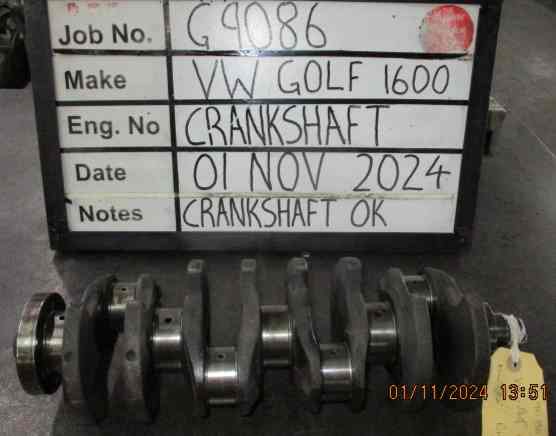 Job No. G9086
Make VW GOLF 1600
Eng. No CRANKSHAFT
Date 01 NOV 2024
Notes CRANKSHAFT OK
01/11/2024 13:51